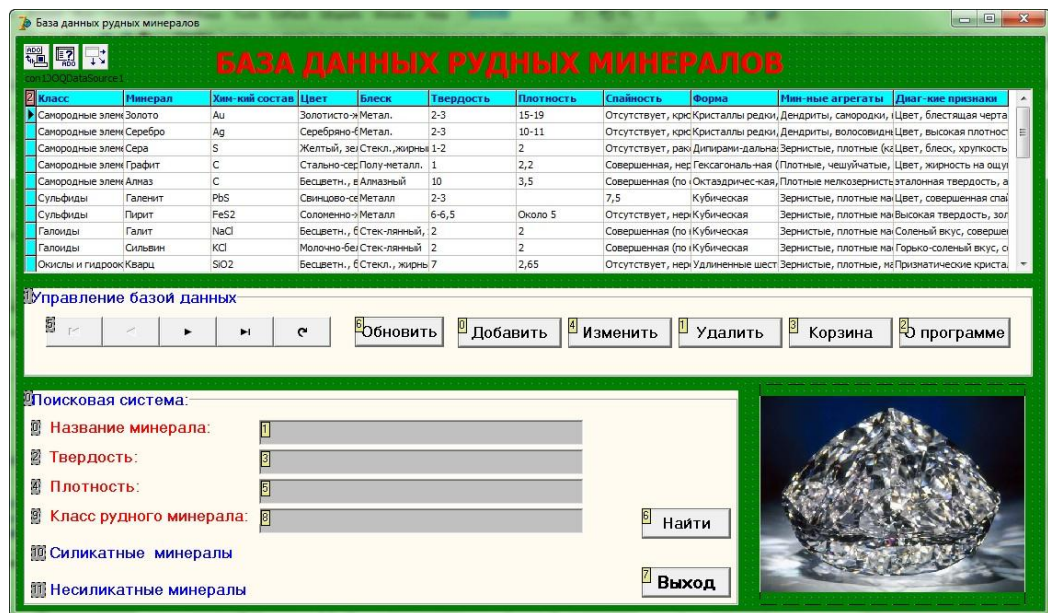 База данных рудных минералов
БАЗА ДАННЫХ РУДНЫХ МИНЕРАЛОВ
Класс Минерал Хим-кий состав Цвет Блеск Твердость Плотность Спайность Форма Мин-ные агрегаты Диаг-кие признаки
Самородные элем Золото Au Золотисто-ж Метал. 2-3 15-19 Отсутствует, крю Кристаллы редки, Дендриты, самородки, Цвет, блестящая черта
Самородные элем Серебро Ag Серебряно-б Метал. 2-3 10-11 Отсутствует, крю Кристаллы редки, Дендриты, волосовидн Цвет, высокая плотност
Самородные элем Сера S Желтый, зел Стекл.,жирны 1-2 2 Отсутствует, рак Дипирами-дальна Зернистые, плотные (ка Цвет, блеск, хрупкость
Самородные элем Графит C Стально-сер Полу-металл. 1 2,2 Совершенная, нер Гексагональ-ная ( Плотные, чешуйчатые, Цвет, жирность на ощу
Самородные элем Алмаз C Бесцветн., в Алмазный 10 3,5 Совершенная (по Октаэдричес-кая, Плотные мелкозернисть эталонная твердость, а
Сульфиды Галенит PbS Свинцово-се Металл 2-3 7,5 Кубическая Зернистые, плотные ма Цвет, совершенная спа
Сульфиды Пирит FeS2 Соломенно-ж Металл 6-6,5 Около 5 Отсутствует, нер Кубическая Зернистые, плотные ма Высокая твердость, зол
Галоиды Галит NaCl Бесцветн., б Стек-лянный, 2 2 Совершенная (по Кубическая Зернистые, плотные ма Соленый вкус, соверше
Галоиды Сильвин KCl Молочно-бел Стек-лянный 2 2 Совершенная (по Кубическая Зернистые, плотные ма Горько-соленый вкус, с
Окислы и гидроок Кварц SiO2 Бесцветн., б Стекл., жирнь 7 2,65 Отсутствует, нер Удлиненные шест Зернистые, плотные, на Призматические криста
Управление базой данных
Обновить Добавить Изменить Удалить Корзина О программе
Поисковая система:
Название минерала:
Твердость:
Плотность:
Класс рудного минерала:
Найти
Силикатные минералы
Несиликатные минералы
Выход